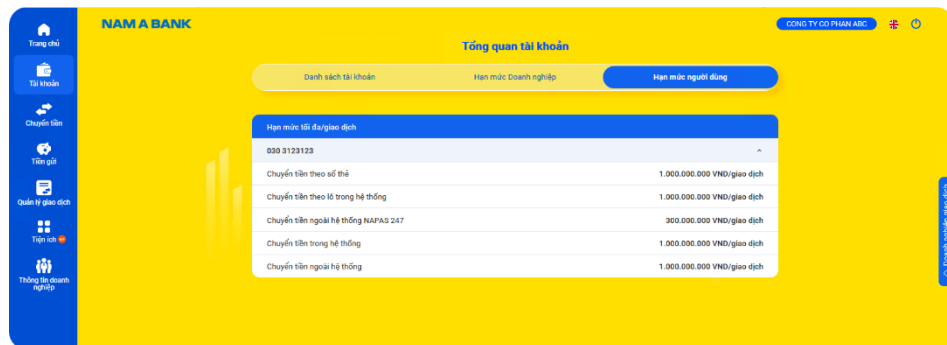 NAM A BANK
CONG TY CO PHAN ABC
Tổng quan tài khoản
Danh sách tài khoản
Hạn mức Doanh nghiệp
Hạn mức người dùng
Trang chủ
Tài khoản
Chuyển tiền
Tiền gửi
Quản lý giao dịch
Tiện ích
Thông tin doanh
nghiệp
Hạn mức tối đa/giao dịch
030 3123123
Chuyển tiền theo số thẻ 1.000.000.000 VND/giao dịch
Chuyển tiền theo lô trong hệ thống 1.000.000.000 VND/giao dịch
Chuyển tiền ngoài hệ thống NAPAS 247 300.000.000 VND/giao dịch
Chuyển tiền trong hệ thống 1.000.000.000 VND/giao dịch
Chuyển tiền ngoài hệ thống 1.000.000.000 VND/giao dịch